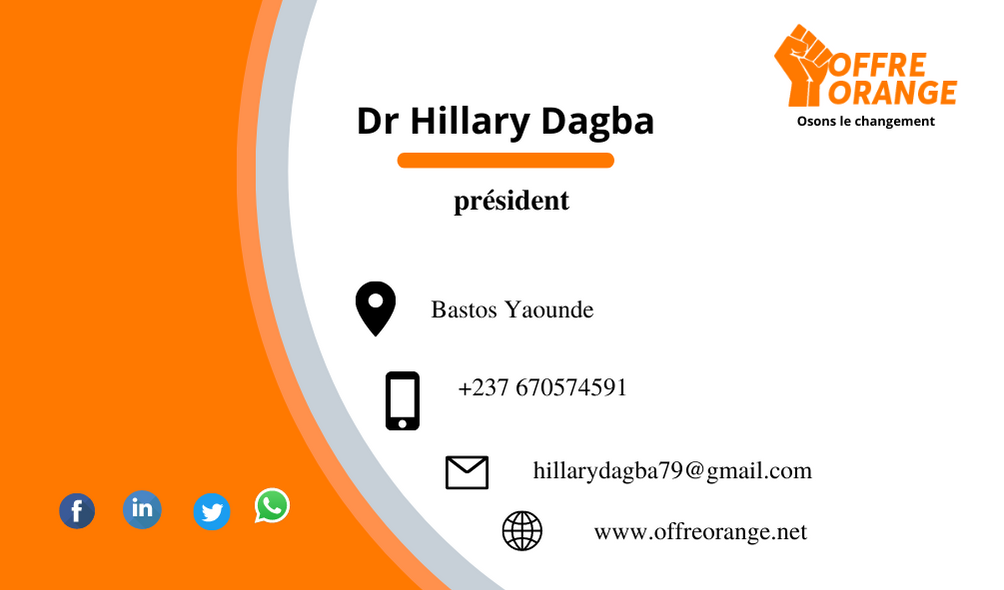 OFFRE
ORANGE
Osons le changement
Dr Hillary Dagba
président
Bastos Yaounde
+237 670574591
hillarydagba79@gmail.com
www.offreorange.net
f
in